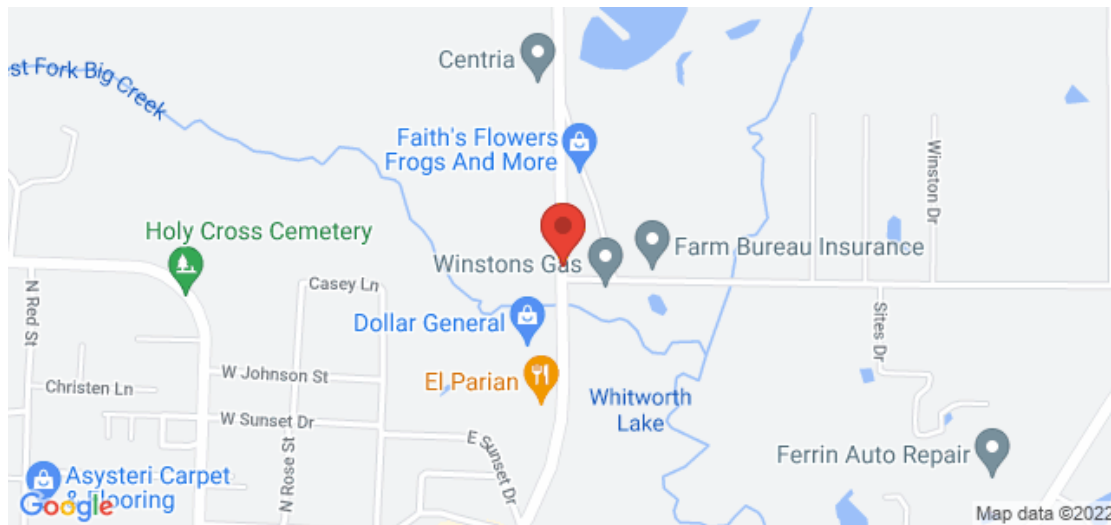 Centria
est Fork Big Creek
Faith's Flowers
Frogs And More
Winston Dr
Holy Cross Cemetery
Farm Bureau Insurance
Winstons Gas
Casey Ln
N Red St
Dollar General
Sites Dr
W Johnson St
El Parian
Christen Ln
Whitworth
Lake
W Sunset Dr
E Sunset Dr
N Rose St
Ferrin Auto Repair
Asysteri Carpet
& Flooring
Google
Map data ©2022